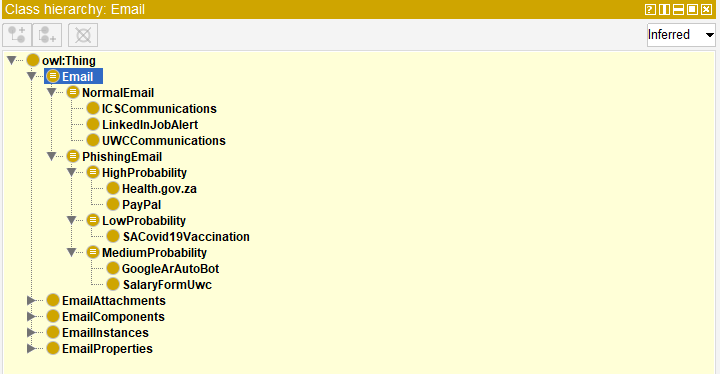 Class hierarchy: Email
Inferred
owl:Thing
Email
NormalEmail
ICSCommunications
LinkedInJobAlert
UWCCommunications
PhishingEmail
HighProbability
Health.gov.za
PayPal
LowProbability
SACovid19Vaccination
MediumProbability
GoogleArAutoBot
SalaryFormUwc
EmailAttachments
EmailComponents
EmailInstances
EmailProperties